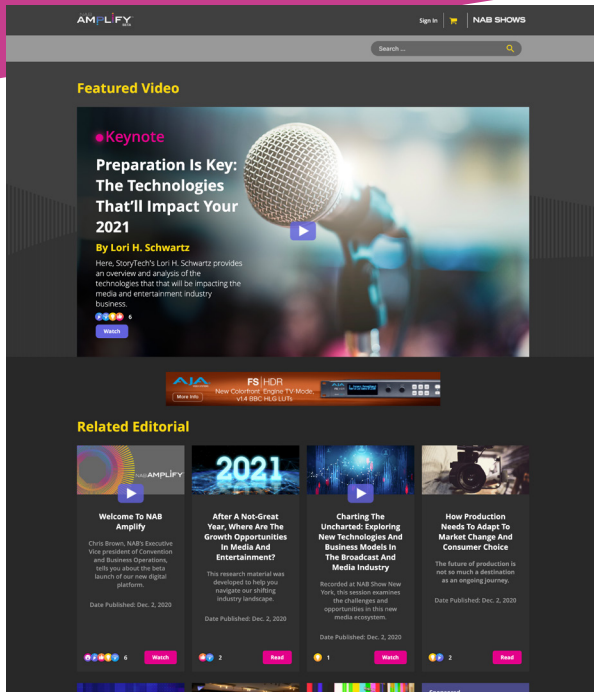 NAB
AMPLIFY
BETA
Sign In
NAB SHOWS
Search ...
Featured Video
Keynote
Preparation Is Key:
The Technologies
That'll Impact Your
2021
By Lori H. Schwartz
Here, StoryTech's Lori H. Schwartz provides
an overview and analysis of the
technologies that that will be impacting the
media and entertainment industry
business.
6
Watch
AJA
More Info
FS|HDR
New Colorfront Engine TV Mode,
v1.4 BBC HLG LUTs
Related Editorial
NAB AMPLIFY
Welcome To NAB
Amplify
Chris Brown, NAB's Executive
Vice president of Convention
and Business Operations,
tells you about the beta
launch of our new digital
platform.
Date Published: Dec. 2, 2020
6
Watch
2021
After A Not-Great
Year, Where Are The
Growth Opportunities
In Media And
Entertainment?
This research material was
developed to help you
navigate our shifting
industry landscape.
Date Published: Dec. 2, 2020
2
Read
Charting The
Uncharted: Exploring
New Technologies And
Business Models In
The Broadcast And
Media Industry
Recorded at NAB Show New
York, this session examines
the challenges and
opportunities in this new
media ecosystem.
Date Published: Dec. 2, 2020
1
Watch
How Production
Needs To Adapt To
Market Change And
Consumer Choice
The future of production is
not so much a destination
as an ongoing journey.
Date Published: Dec. 2, 2020
2
Read